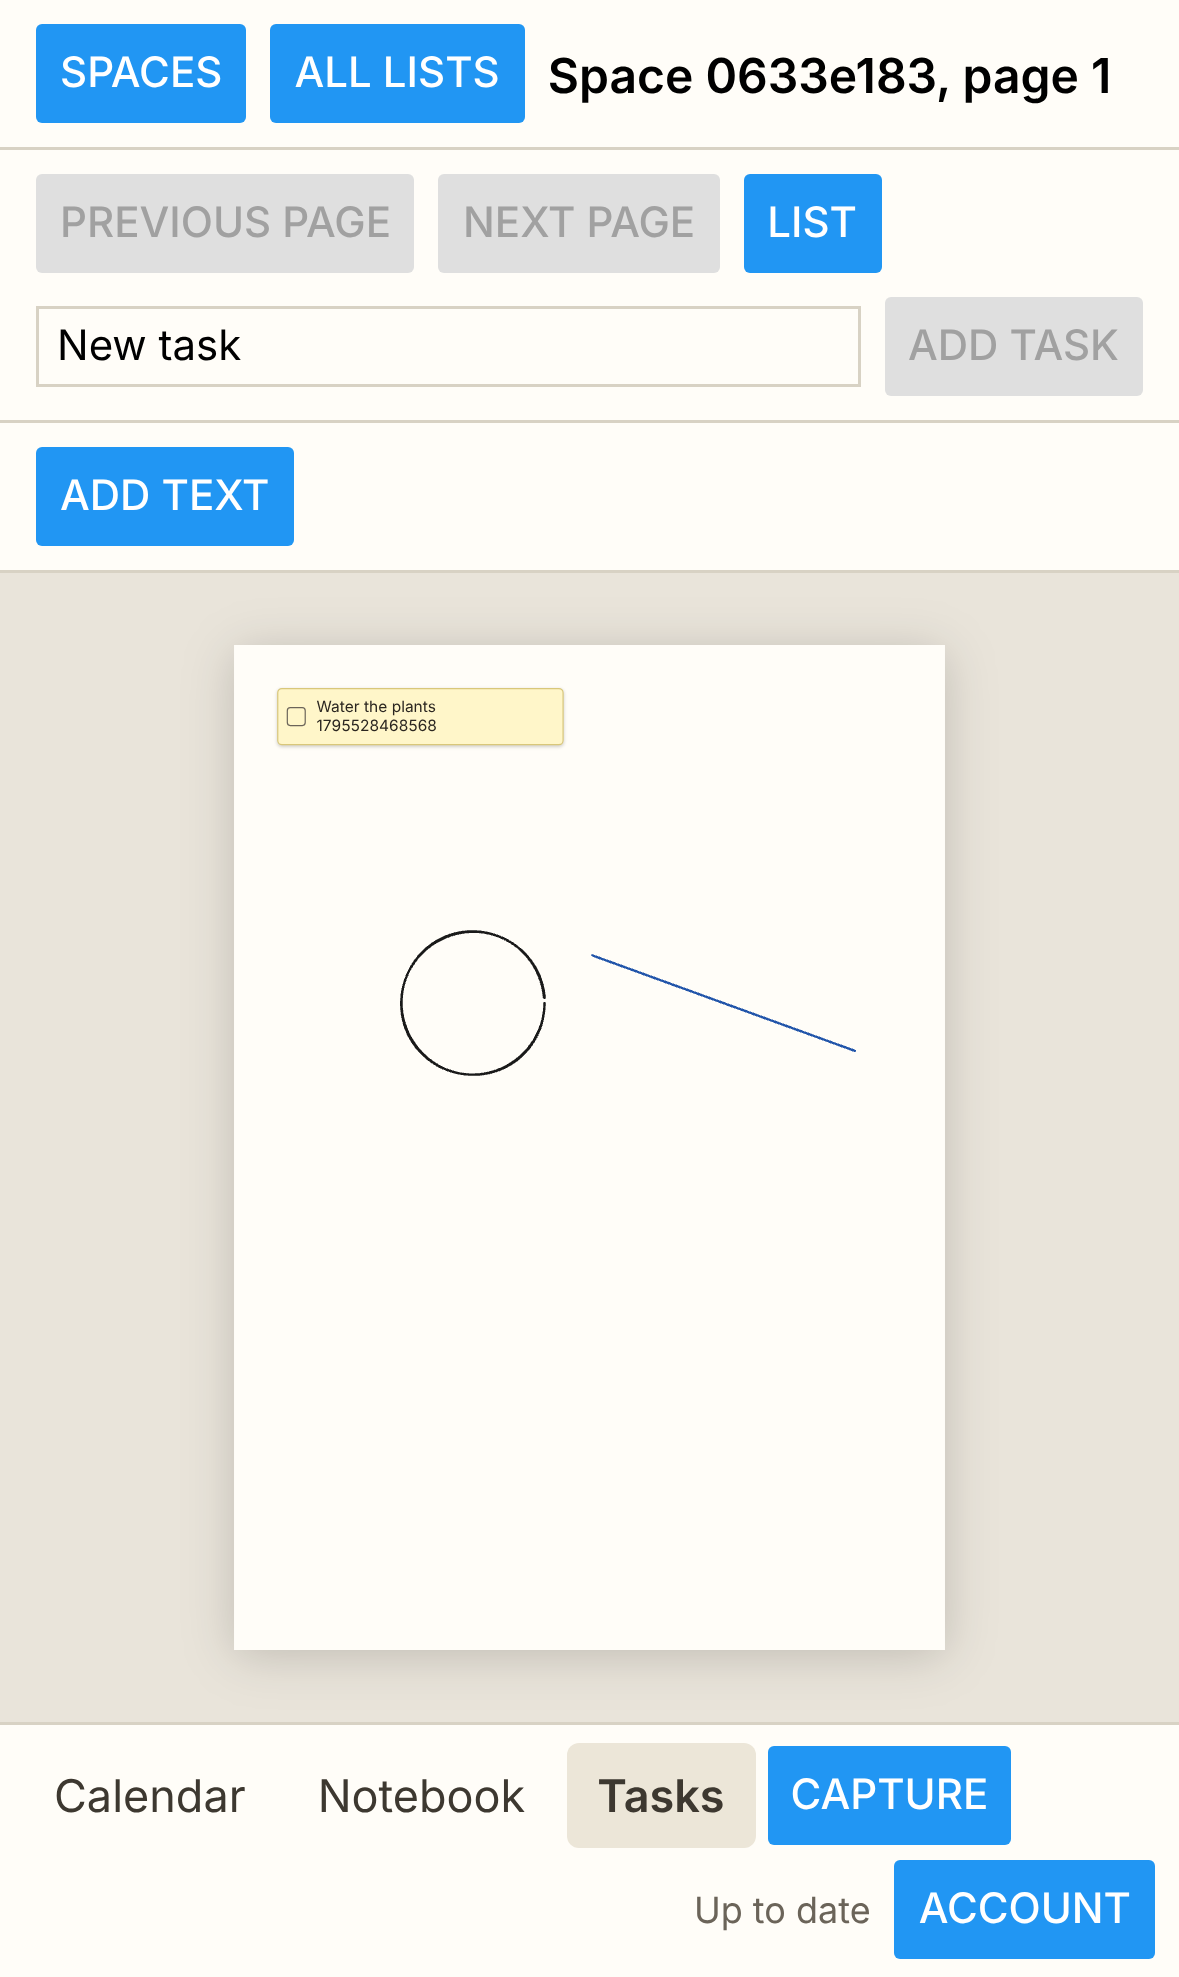 SPACES ALL LISTS Space 0633e183, page 1
PREVIOUS PAGE NEXT PAGE LIST
New task ADD TASK
ADD TEXT
Water the plants
1795528468568
Calendar Notebook Tasks CAPTURE
Up to date ACCOUNT